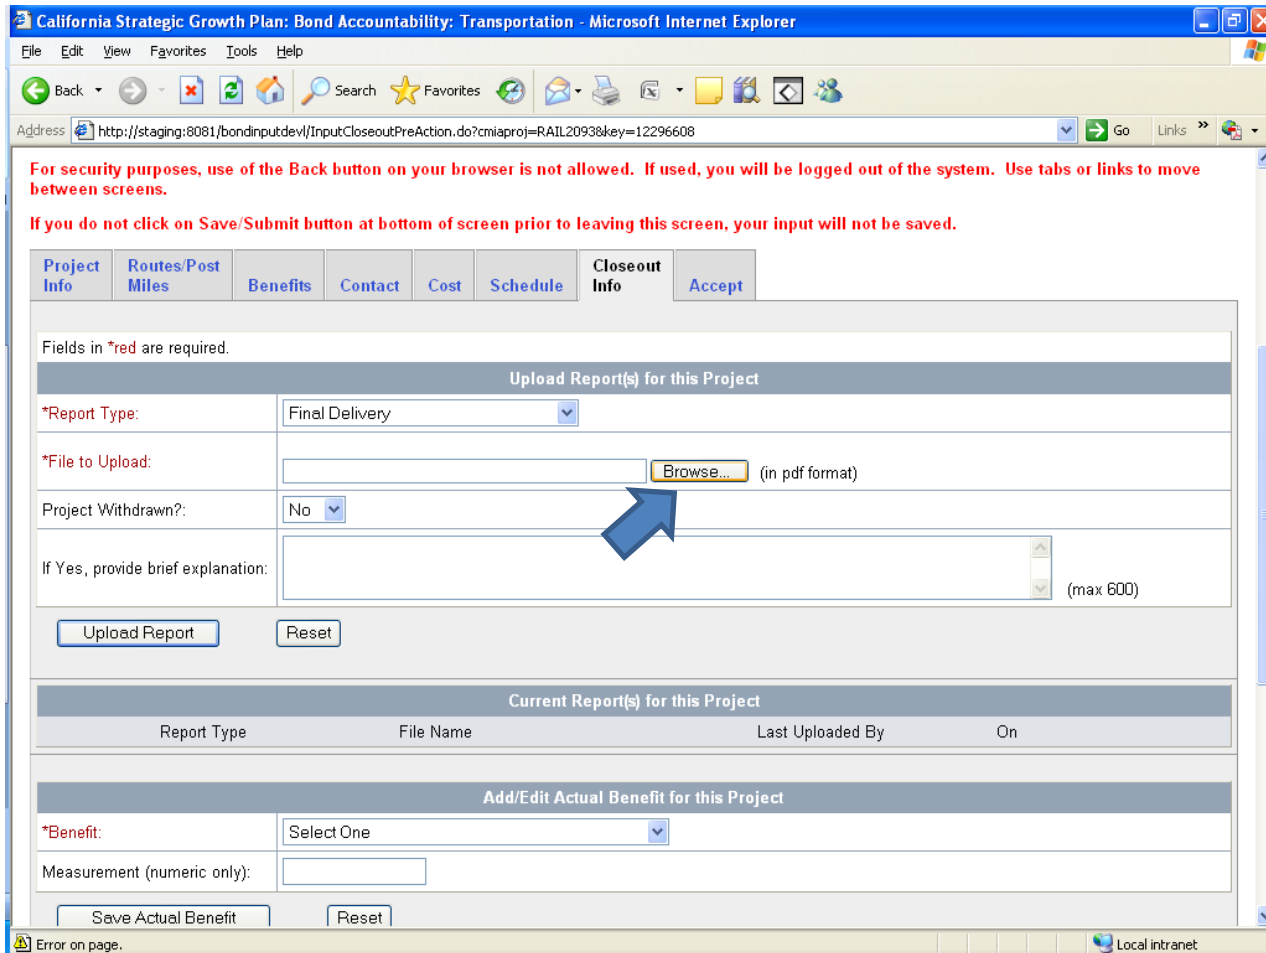 California Strategic Growth Plan: Bond Accountability: Transportation - Microsoft Internet Explorer
File Edit View Favorites Tools Help
Back Search Favorites
Address http://staging:8081/bondinputdevl/InputCloseoutPreAction.do?cmiaproj=RAIL2093&key=12296608 Go Links »
For security purposes, use of the Back button on your browser is not allowed. If used, you will be logged out of the system. Use tabs or links to move
between screens.
If you do not click on Save/Submit button at bottom of screen prior to leaving this screen, your input will not be saved.
Project Info Routes/Post Miles Benefits Contact Cost Schedule Closeout Info Accept
Fields in *red are required.
Upload Report(s) for this Project
*Report Type: Final Delivery
*File to Upload: Browse... (in pdf format)
Project Withdrawn?: No
If Yes, provide brief explanation: (max 600)
Upload Report Reset
Current Report(s) for this Project
Report Type File Name Last Uploaded By On
Add/Edit Actual Benefit for this Project
*Benefit: Select One
Measurement (numeric only):
Save Actual Benefit Reset
Error on page. Local intranet